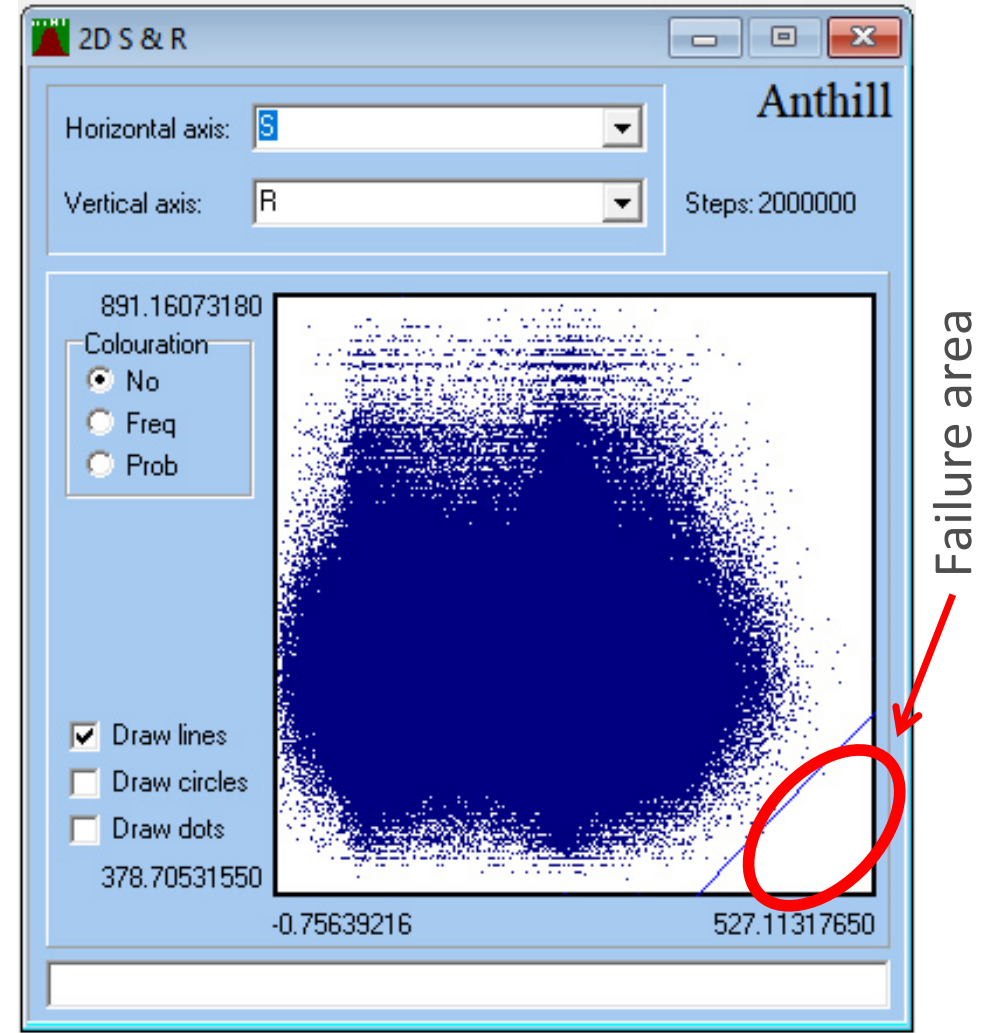 2D S & R
Anthill
Horizontal axis: S
Vertical axis: R
Steps: 2000000
891.16073180
Colouration
No
Freq
Prob
Draw lines
Draw circles
Draw dots
378.70531550
-0.75639216 527.11317650
Failure area